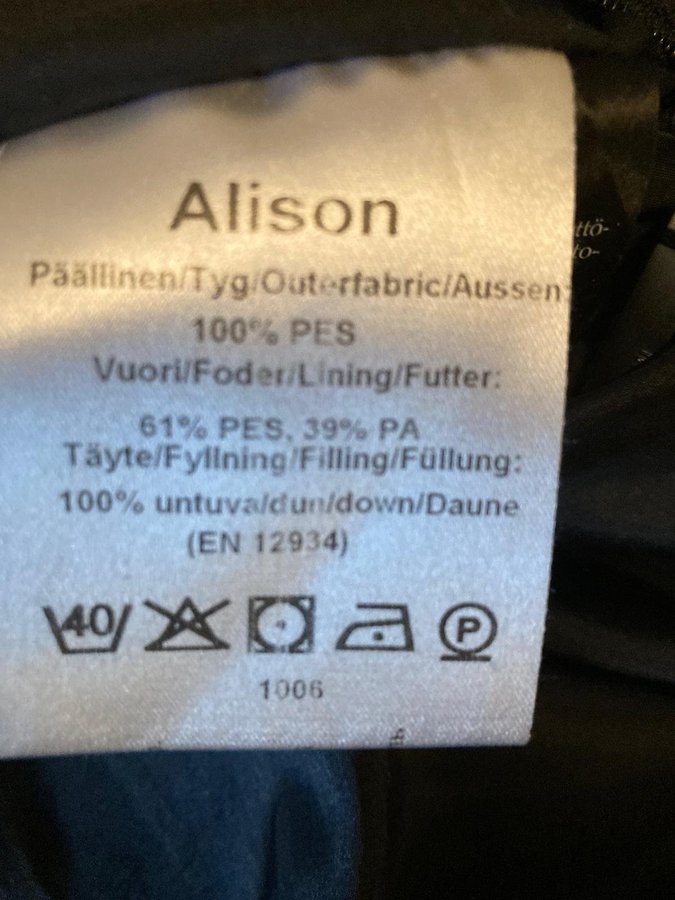 Alison
Päällinen/Tyg/Outerfabric/Aussen:
100% PES
Vuori/Foder/Lining/Futter:
61% PES, 39% PA
Täyte/Fyllning/Filling/Füllung:
100% untuva/dun/down/Daune
(EN 12934)
40 P
1006